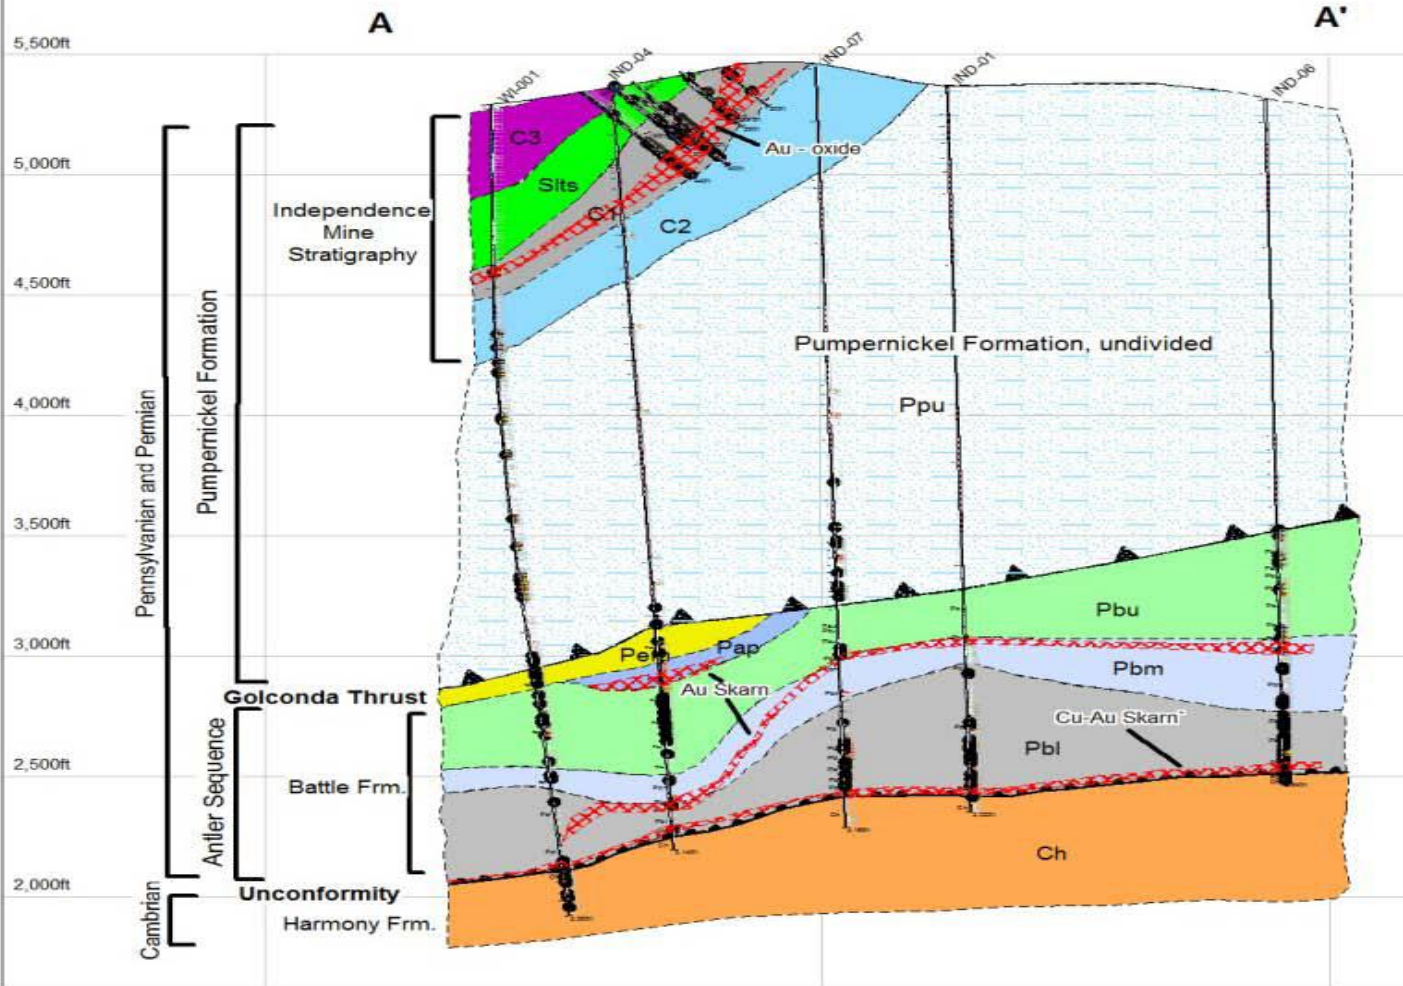 A
A'
5,500ft
WI-001
IND-04
IND-07
IND-01
IND-06
C3
Au - oxide
5,000ft
Slts
Independence
Mine
Stratigraphy
C1
C2
4,500ft
Pumpernickel Formation, undivided
Pumpernickel Formation
Pennsylvanian and Permian
4,000ft
Ppu
3,500ft
Pbu
3,000ft
Pap
Pbm
Au Skarn
Golconda Thrust
Cu-Au Skarn
Pbl
2,500ft
Battle Frm.
Antler Sequence
Ch
2,000ft
Unconformity
Cambrian
Harmony Frm.